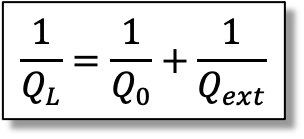 1/Q_L = 1/Q_0 + 1/Q_ext